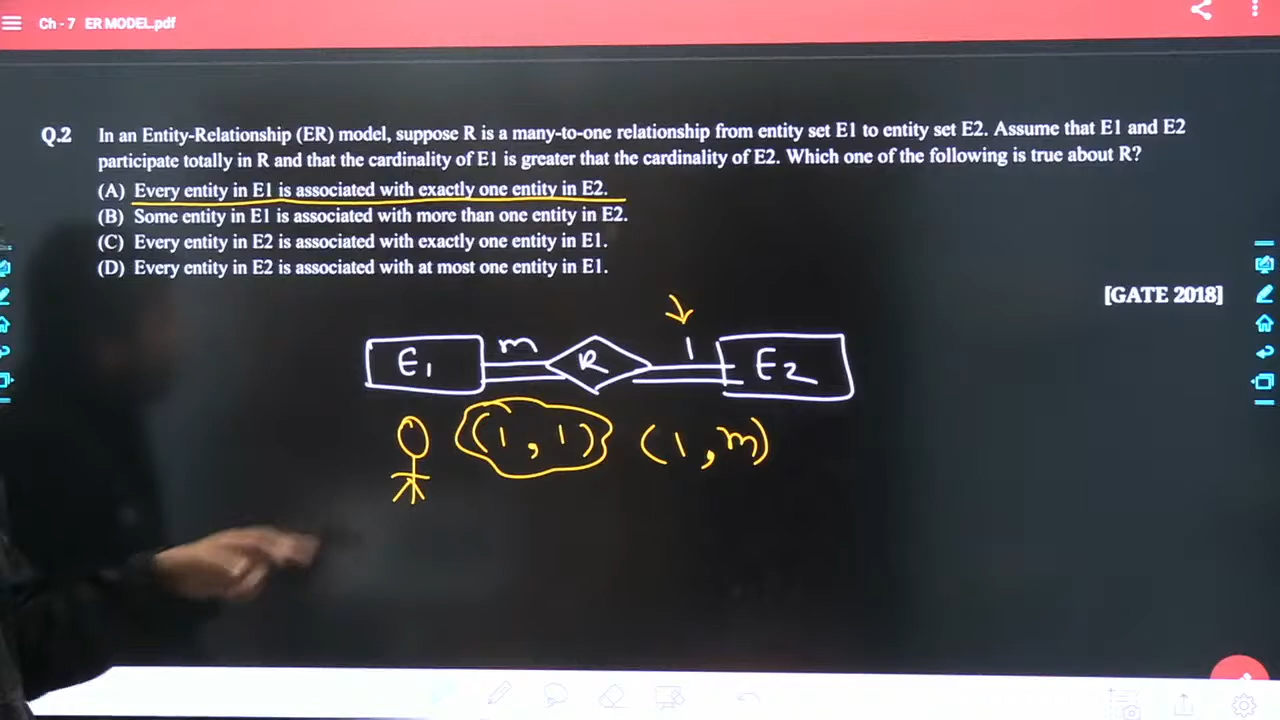 Ch - 7 ER MODEL.pdf
Q.2 In an Entity-Relationship (ER) model, suppose R is a many-to-one relationship from entity set E1 to entity set E2. Assume that E1 and E2
participate totally in R and that the cardinality of E1 is greater that the cardinality of E2. Which one of the following is true about R?
(A) Every entity in E1 is associated with exactly one entity in E2.
(B) Some entity in E1 is associated with more than one entity in E2.
(C) Every entity in E2 is associated with exactly one entity in E1.
(D) Every entity in E2 is associated with at most one entity in E1.
[GATE 2018]
E1 m R 1 E2
(1,1) (1,m)